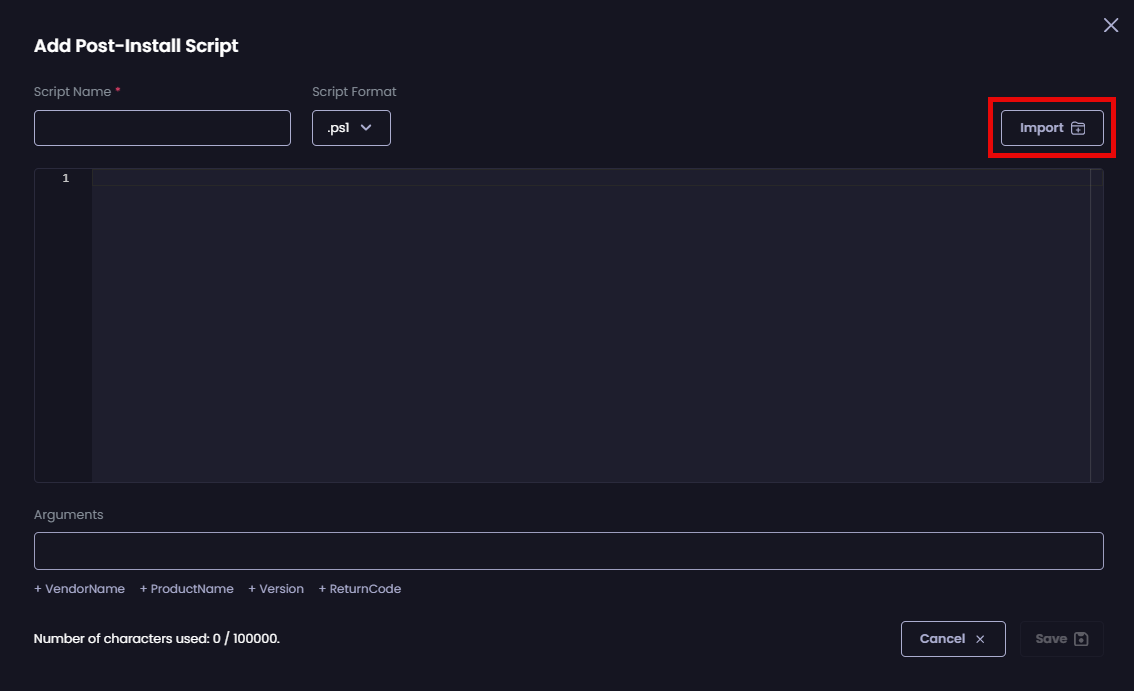 Add Post-Install Script
Script Name *
Script Format
.ps1
Import
1
Arguments
+ VendorName + ProductName + Version + ReturnCode
Number of characters used: 0 / 100000.
Cancel
Save